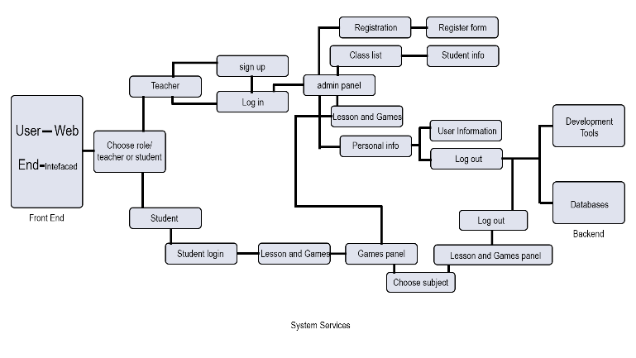 Registration
Register form
Class list
Student info
sign up
Teacher
admin panel
Log in
Lesson and Games
User- Web
End-Intefaced
Choose role/
teacher or student
Personal info
User Information
Log out
Development
Tools
Front End
Student
Student login
Lesson and Games
Games panel
Choose subject
Log out
Lesson and Games panel
Databases
Backend
System Services